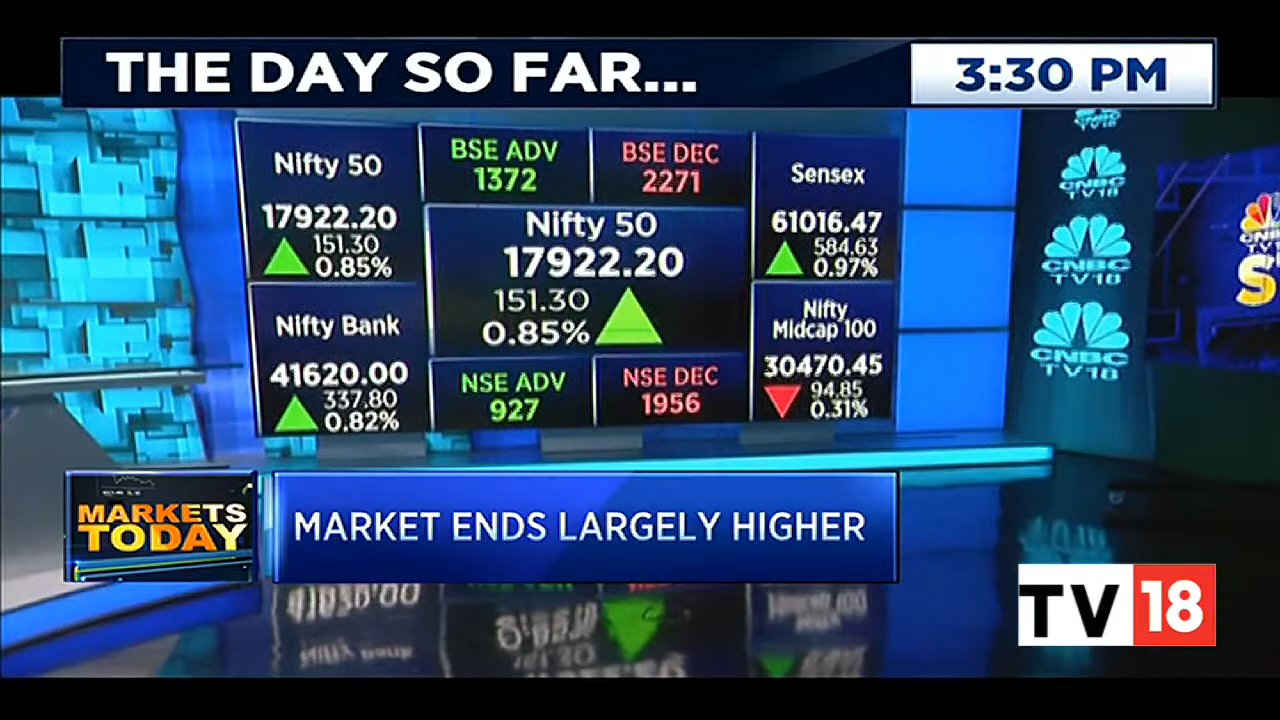 THE DAY SO FAR...
3:30 PM
Nifty 50
17922.20
151.30
0.85%
BSE ADV
1372
BSE DEC
2271
Sensex
61016.47
584.63
0.97%
Nifty 50
17922.20
151.30
0.85%
Nifty Bank
41620.00
337.80
0.82%
NSE ADV
927
NSE DEC
1956
Nifty
Midcap 100
30470.45
94.85
0.31%
CNBC
TV18
CNBC
TV18
CNBC
TV18
MARKETS
TODAY
MARKET ENDS LARGELY HIGHER
TV18